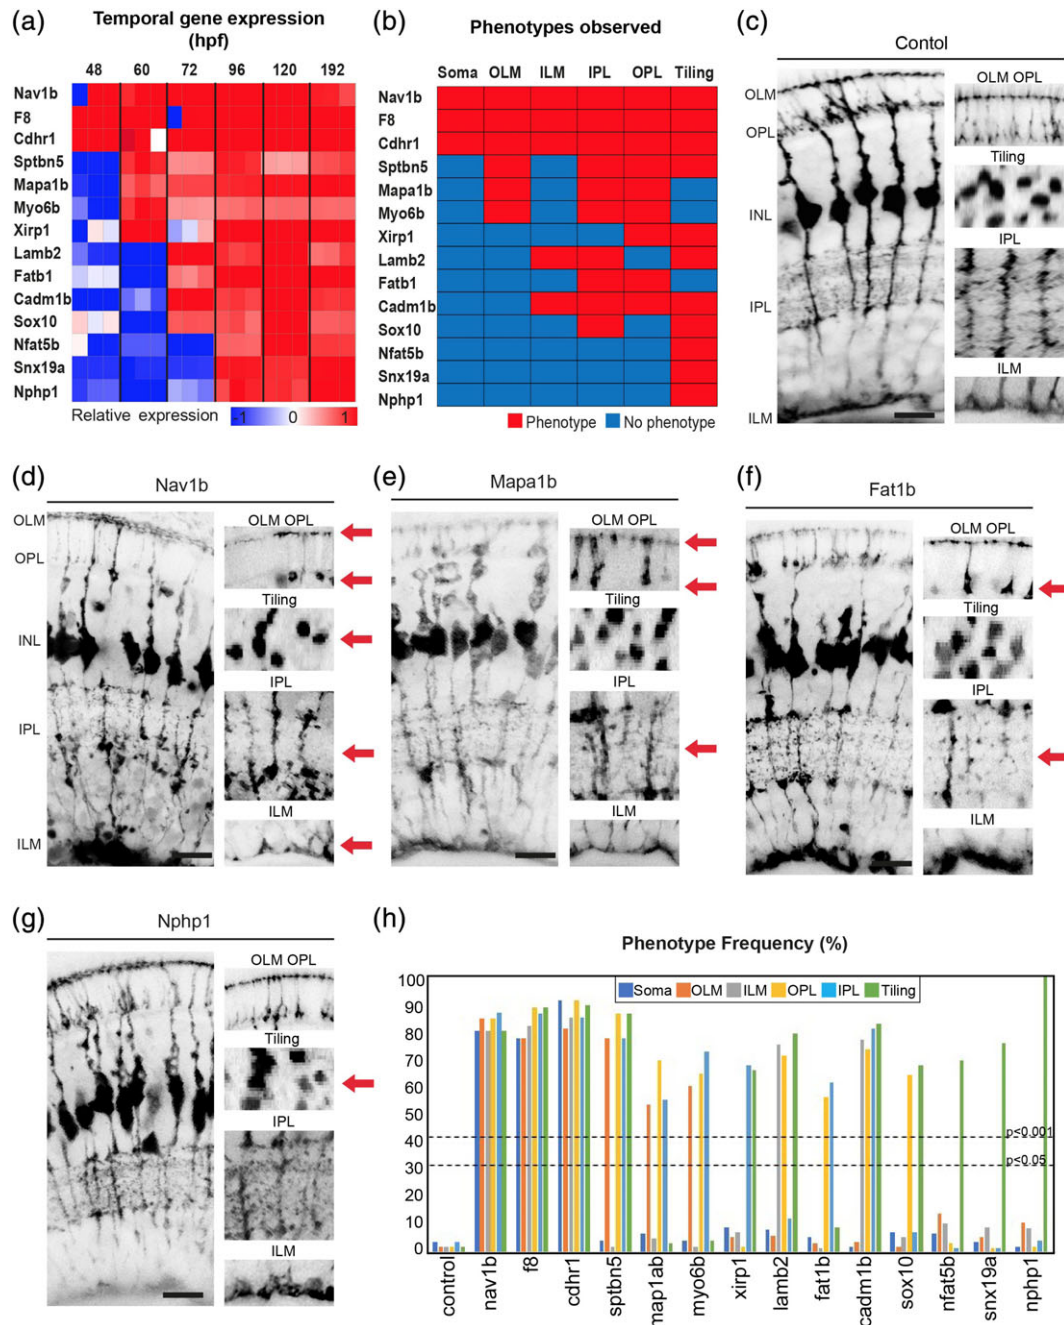 (a)
Temporal gene expression
(hpf)
48 60 72 96 120 192
Nav1b
F8
Cdhr1
Sptbn5
Mapa1b
Myo6b
Xirp1
Lamb2
Fatb1
Cadm1b
Sox10
Nfat5b
Snx19a
Nphp1
Relative expression -1 0 1
(b)
Phenotypes observed
Soma OLM ILM IPL OPL Tiling
Nav1b
F8
Cdhr1
Sptbn5
Mapa1b
Myo6b
Xirp1
Lamb2
Fatb1
Cadm1b
Sox10
Nfat5b
Snx19a
Nphp1
Phenotype No phenotype
(c)
Contol
OLM
OPL
INL
IPL
ILM
OLM OPL
Tiling
IPL
ILM
(d)
Nav1b
OLM
OPL
INL
IPL
ILM
OLM OPL
Tiling
IPL
ILM
(e)
Mapa1b
OLM OPL
Tiling
IPL
ILM
(f)
Fat1b
OLM OPL
Tiling
IPL
ILM
(g)
Nphp1
OLM OPL
Tiling
IPL
ILM
(h)
Phenotype Frequency (%)
Soma OLM ILM OPL IPL Tiling
100
90
80
70
60
50
40
30
20
10
0
p<0.001
p<0.05
control
nav1b
f8
cdhr1
sptbn5
map1ab
myo6b
xirp1
lamb2
fat1b
cadm1b
sox10
nfat5b
snx19a
nphp1